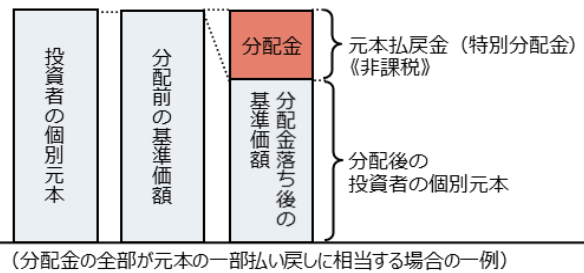 投資者の個別元本
分配前の基準価額
分配金
分配金落ち後の
基準価額
元本払戻金（特別分配金）
《非課税》
分配後の
投資者の個別元本
（分配金の全部が元本の一部払い戻しに相当する場合の一例）